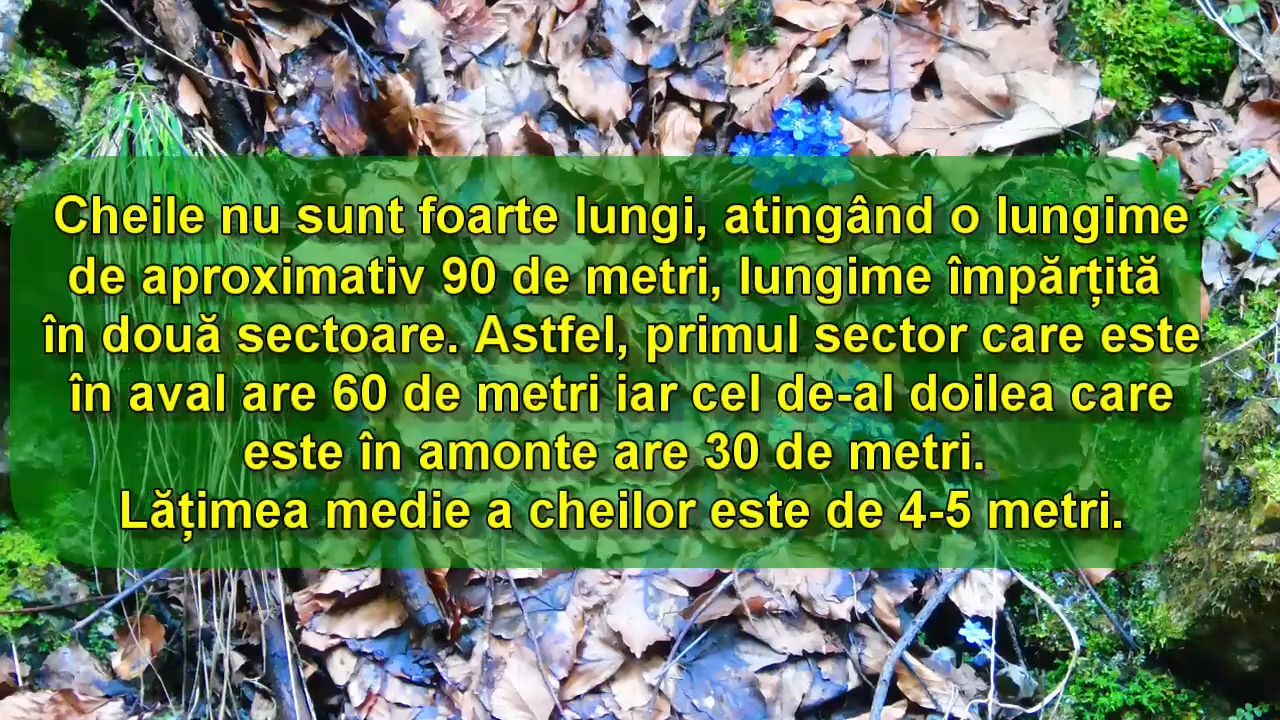 Cheile nu sunt foarte lungi, atingând o lungime
de aproximativ 90 de metri, lungime împărțită
în două sectoare. Astfel, primul sector care este
în aval are 60 de metri iar cel de-al doilea care
este în amonte are 30 de metri.
Lățimea medie a cheilor este de 4-5 metri.